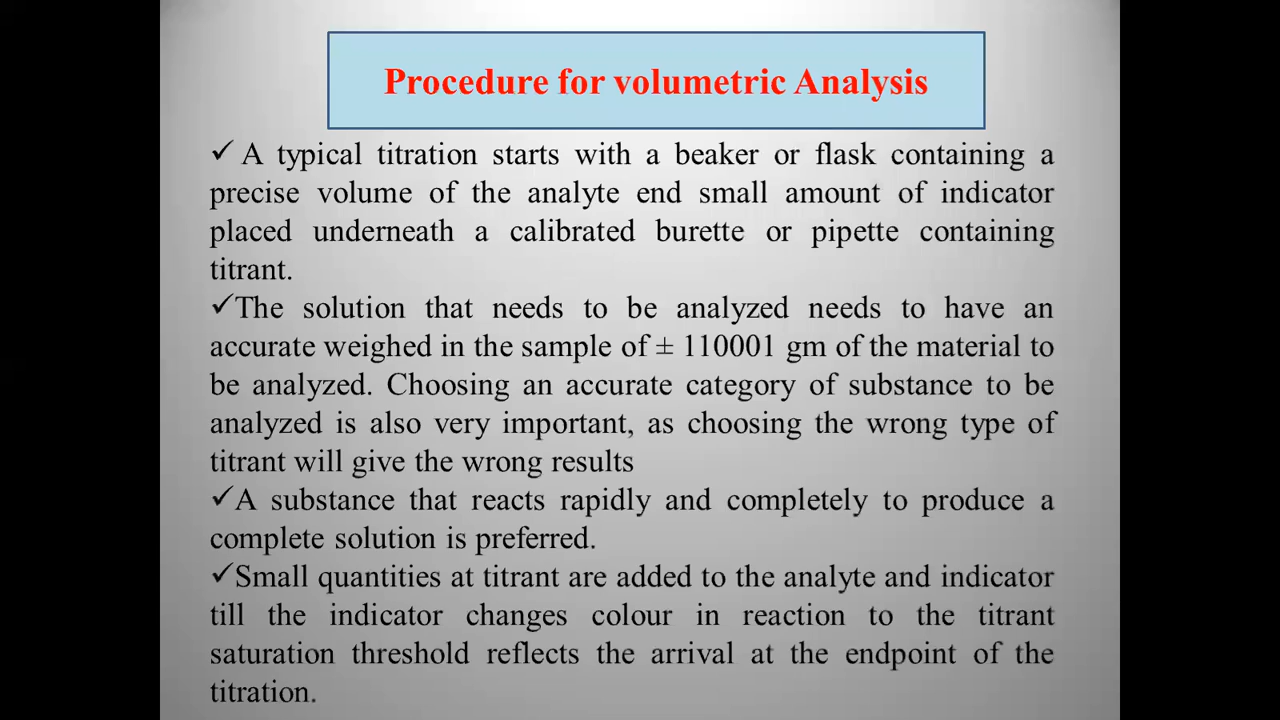 Procedure for volumetric Analysis
✓ A typical titration starts with a beaker or flask containing a
precise volume of the analyte end small amount of indicator
placed underneath a calibrated burette or pipette containing
titrant.
✓The solution that needs to be analyzed needs to have an
accurate weighed in the sample of ± 110001 gm of the material to
be analyzed. Choosing an accurate category of substance to be
analyzed is also very important, as choosing the wrong type of
titrant will give the wrong results
✓A substance that reacts rapidly and completely to produce a
complete solution is preferred.
✓Small quantities at titrant are added to the analyte and indicator
till the indicator changes colour in reaction to the titrant
saturation threshold reflects the arrival at the endpoint of the
titration.